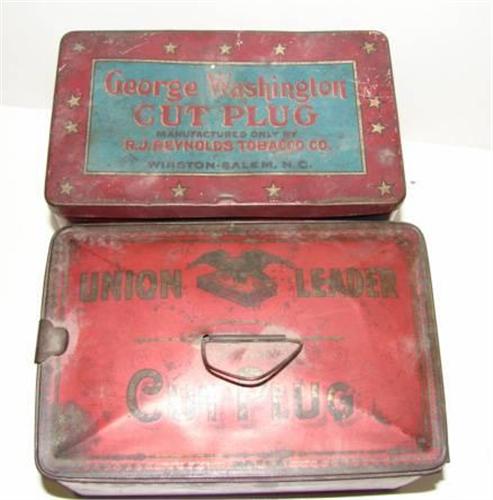 George Washington
CUT PLUG
MANUFACTURED ONLY BY
R.J. REYNOLDS TOBACCO CO.
WINSTON-SALEM, N.C.
UNION LEADER
CUT PLUG